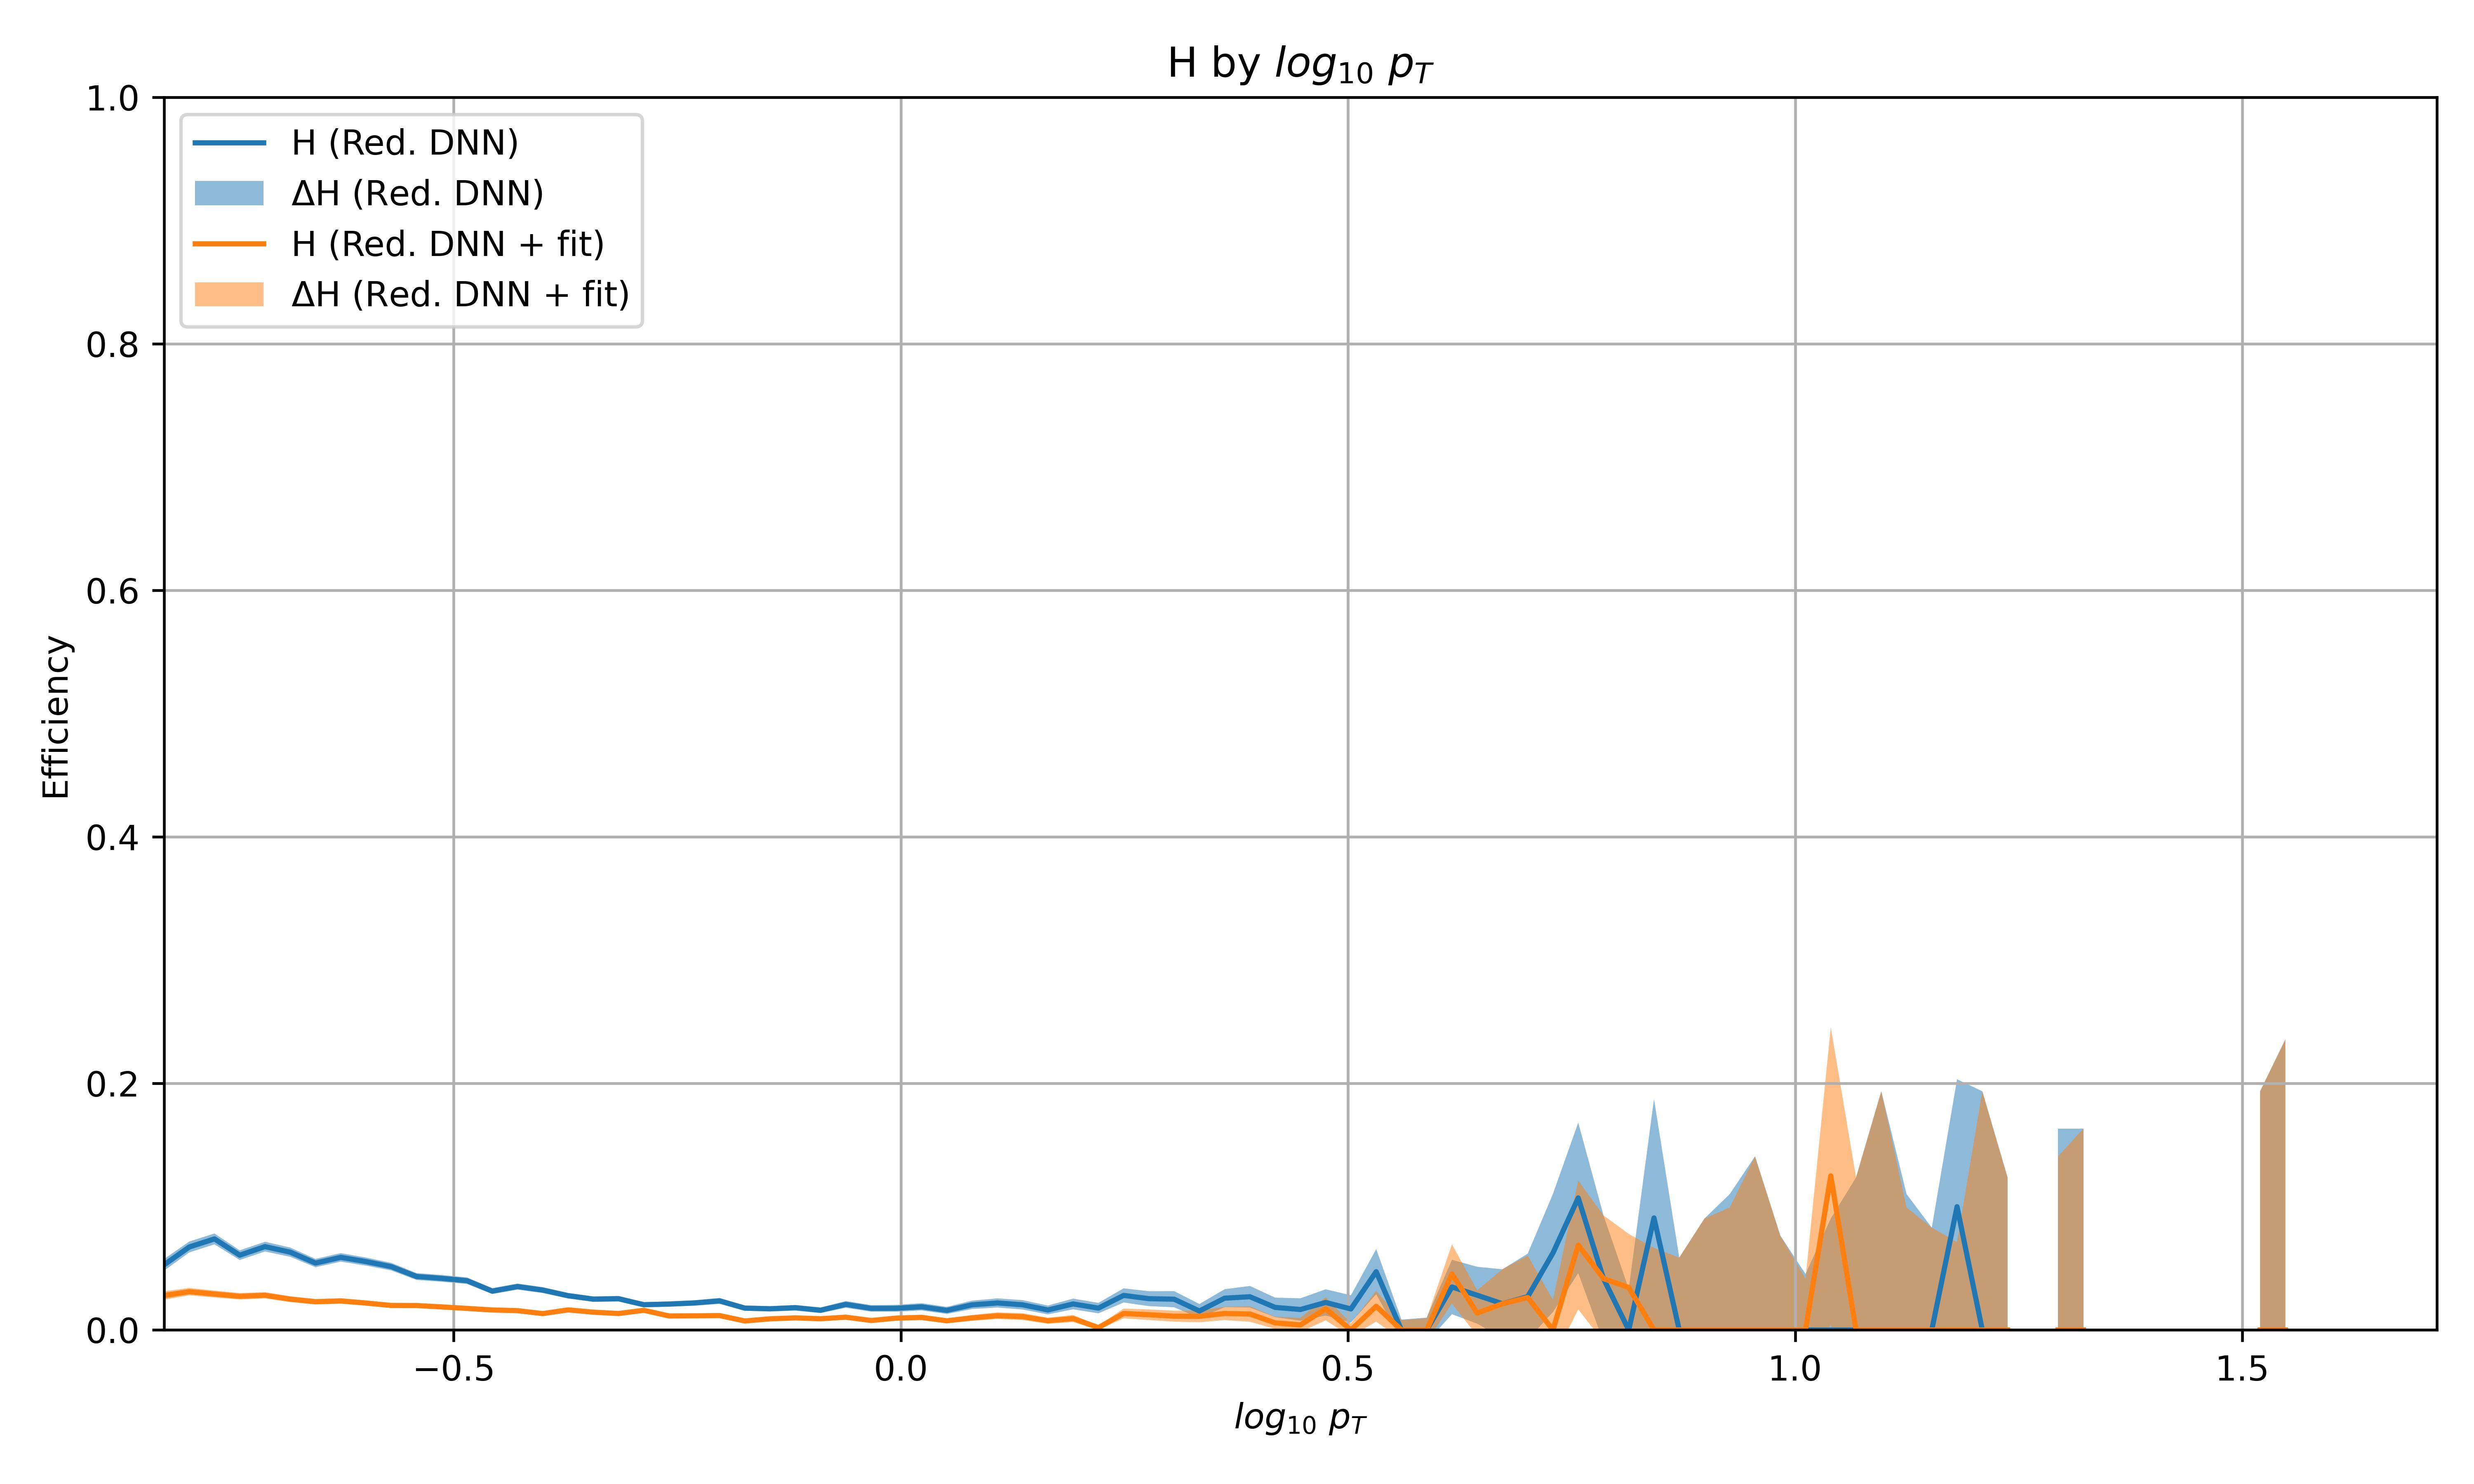 H by log₁₀ p_T
1.0
0.8
0.6
0.4
0.2
0.0
Efficiency
H (Red. DNN)
ΔH (Red. DNN)
H (Red. DNN + fit)
ΔH (Red. DNN + fit)
−0.5 0.0 0.5 1.0 1.5
log₁₀ p_T